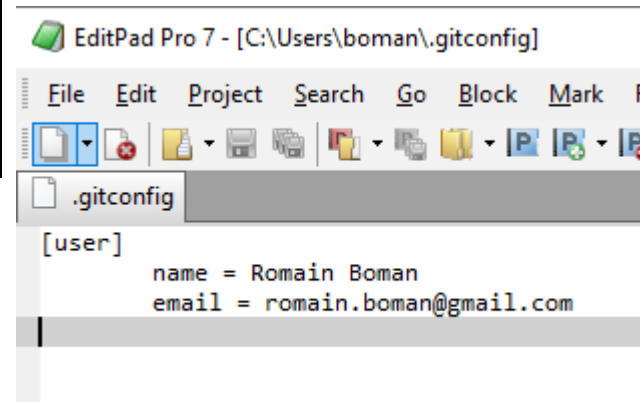 EditPad Pro 7 - [C:\Users\boman\.gitconfig]
File Edit Project Search Go Block Mark
.gitconfig
[user]
name = Romain Boman
email = romain.boman@gmail.com